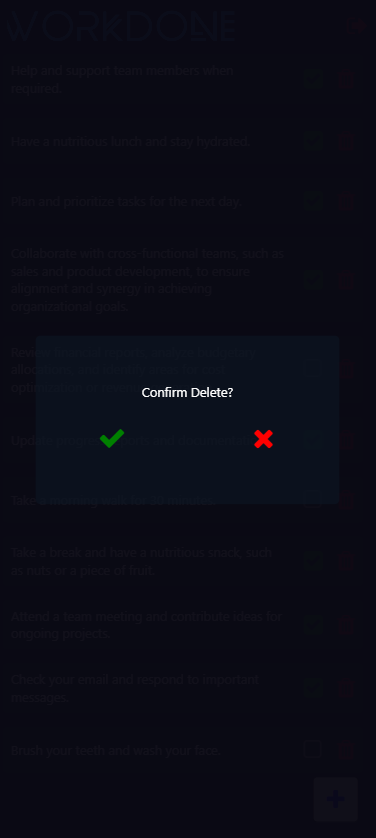 WORKDONE
Help and support team members when
required.
Have a nutritious lunch and stay hydrated.
Plan and prioritize tasks for the next day.
Collaborate with cross-functional teams, such as
sales and product development, to ensure
alignment and synergy in achieving
organizational goals.
Confirm Delete?
Take a
Take a break and have a nutritious snack, such
as nuts or a piece of fruit.
Attend a team meeting and contribute ideas for
ongoing projects.
Check your email and respond to important
messages.
Brush your teeth and wash your face.